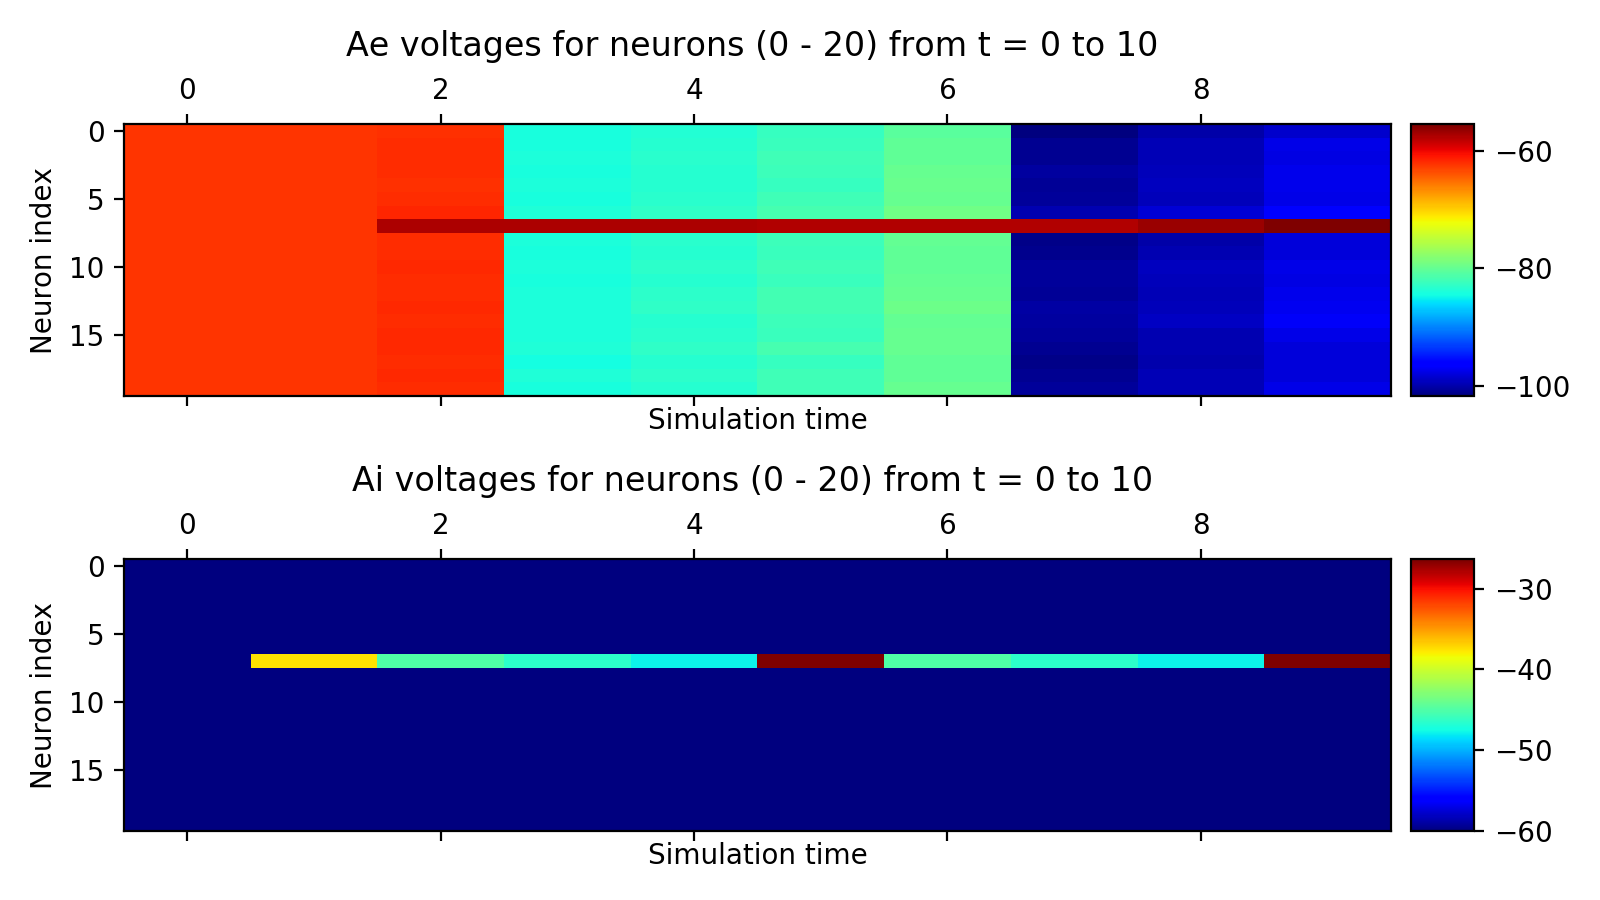 Ae voltages for neurons (0 - 20) from t = 0 to 10
0 2 4 6 8
Neuron index
0
5
10
15
−60
−80
−100
Simulation time
Ai voltages for neurons (0 - 20) from t = 0 to 10
0 2 4 6 8
Neuron index
0
5
10
15
−30
−40
−50
−60
Simulation time